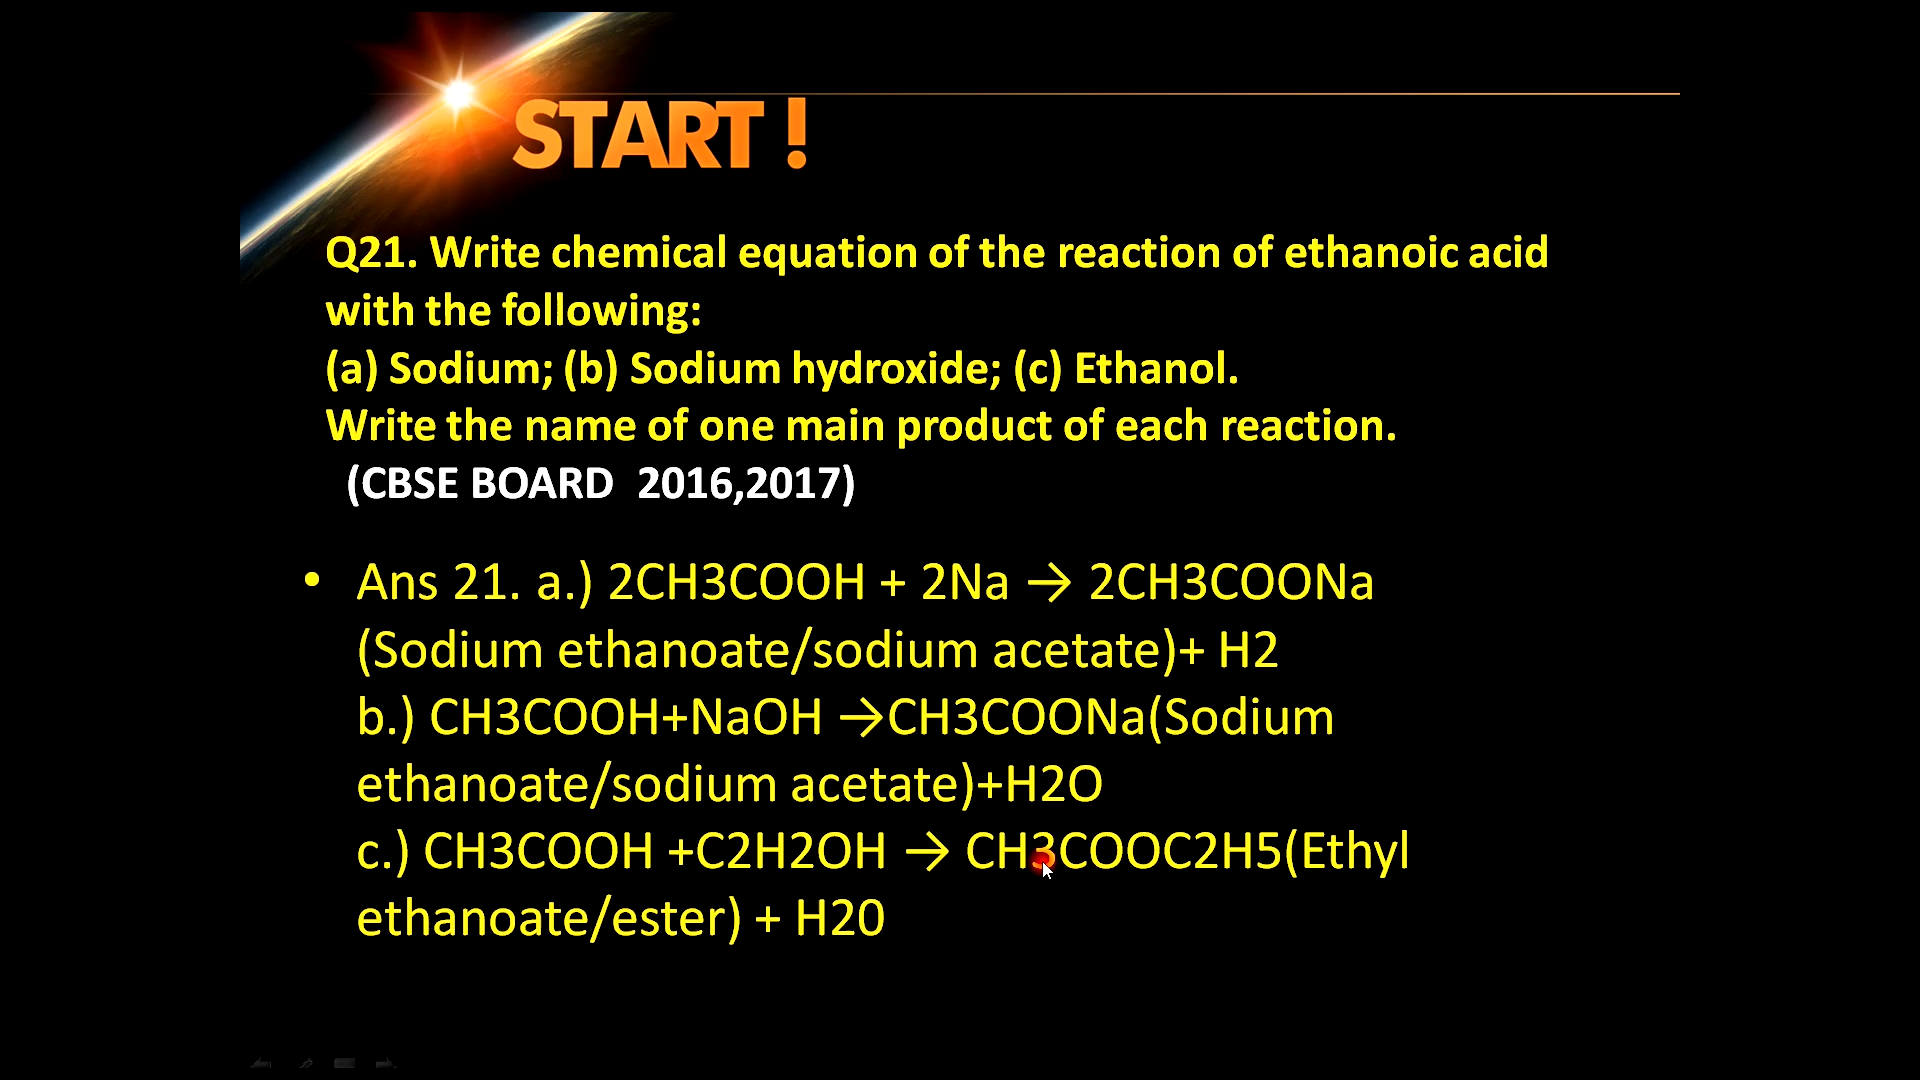 START !
Q21. Write chemical equation of the reaction of ethanoic acid
with the following:
(a) Sodium; (b) Sodium hydroxide; (c) Ethanol.
Write the name of one main product of each reaction.
(CBSE BOARD 2016,2017)
• Ans 21. a.) 2CH3COOH + 2Na → 2CH3COONa
(Sodium ethanoate/sodium acetate)+ H2
b.) CH3COOH+NaOH →CH3COONa(Sodium
ethanoate/sodium acetate)+H2O
c.) CH3COOH +C2H2OH → CH3COOC2H5(Ethyl
ethanoate/ester) + H20